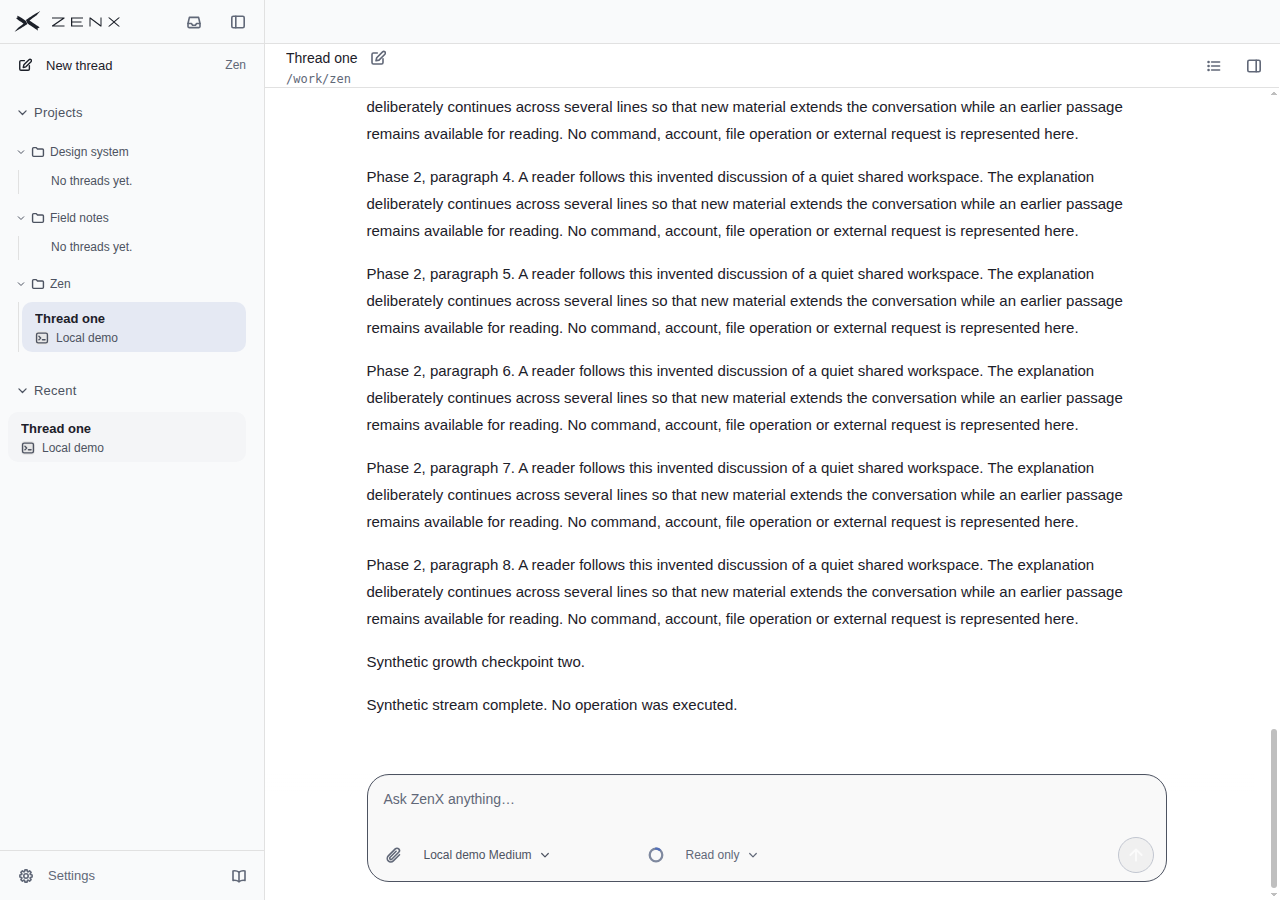 ZENX
New thread
Zen
Projects
Design system
No threads yet.
Field notes
No threads yet.
Zen
Thread one
Local demo
Recent
Thread one
Local demo
Settings
Thread one
/work/zen
deliberately continues across several lines so that new material extends the conversation while an earlier passage
remains available for reading. No command, account, file operation or external request is represented here.
Phase 2, paragraph 4. A reader follows this invented discussion of a quiet shared workspace. The explanation
deliberately continues across several lines so that new material extends the conversation while an earlier passage
remains available for reading. No command, account, file operation or external request is represented here.
Phase 2, paragraph 5. A reader follows this invented discussion of a quiet shared workspace. The explanation
deliberately continues across several lines so that new material extends the conversation while an earlier passage
remains available for reading. No command, account, file operation or external request is represented here.
Phase 2, paragraph 6. A reader follows this invented discussion of a quiet shared workspace. The explanation
deliberately continues across several lines so that new material extends the conversation while an earlier passage
remains available for reading. No command, account, file operation or external request is represented here.
Phase 2, paragraph 7. A reader follows this invented discussion of a quiet shared workspace. The explanation
deliberately continues across several lines so that new material extends the conversation while an earlier passage
remains available for reading. No command, account, file operation or external request is represented here.
Phase 2, paragraph 8. A reader follows this invented discussion of a quiet shared workspace. The explanation
deliberately continues across several lines so that new material extends the conversation while an earlier passage
remains available for reading. No command, account, file operation or external request is represented here.
Synthetic growth checkpoint two.
Synthetic stream complete. No operation was executed.
Ask ZenX anything…
Local demo Medium
Read only